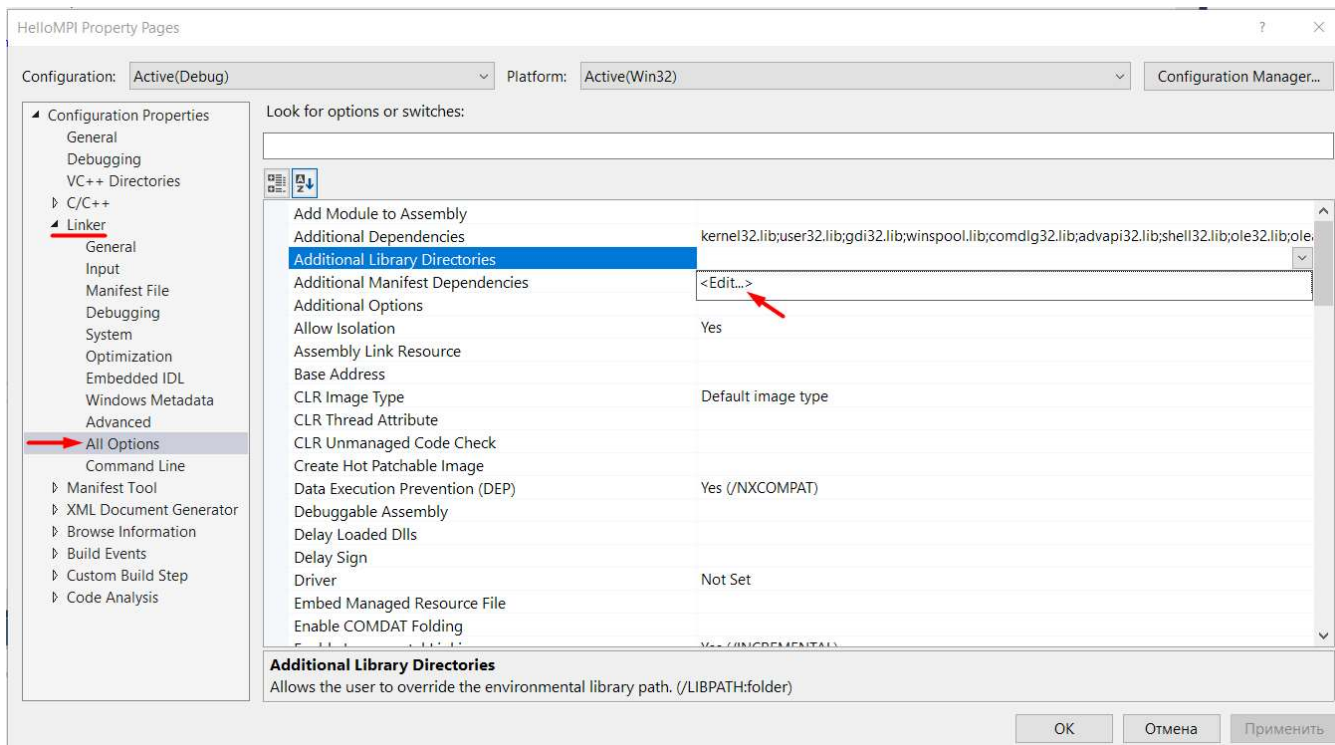 HelloMPI Property Pages
Configuration: Active(Debug) Platform: Active(Win32) Configuration Manager...
Configuration Properties
General
Debugging
VC++ Directories
C/C++
Linker
General
Input
Manifest File
Debugging
System
Optimization
Embedded IDL
Windows Metadata
Advanced
All Options
Command Line
Manifest Tool
XML Document Generator
Browse Information
Build Events
Custom Build Step
Code Analysis
Look for options or switches:
Add Module to Assembly
Additional Dependencies kernel32.lib;user32.lib;gdi32.lib;winspool.lib;comdlg32.lib;advapi32.lib;shell32.lib;ole32.lib;
Additional Library Directories
Additional Manifest Dependencies <Edit...>
Additional Options
Allow Isolation Yes
Assembly Link Resource
Base Address
CLR Image Type Default image type
CLR Thread Attribute
CLR Unmanaged Code Check
Create Hot Patchable Image
Data Execution Prevention (DEP) Yes (/NXCOMPAT)
Debuggable Assembly
Delay Loaded Dlls
Delay Sign
Driver Not Set
Embed Managed Resource File
Enable COMDAT Folding
Additional Library Directories
Allows the user to override the environmental library path. (/LIBPATH:folder)
OK Отмена Применить